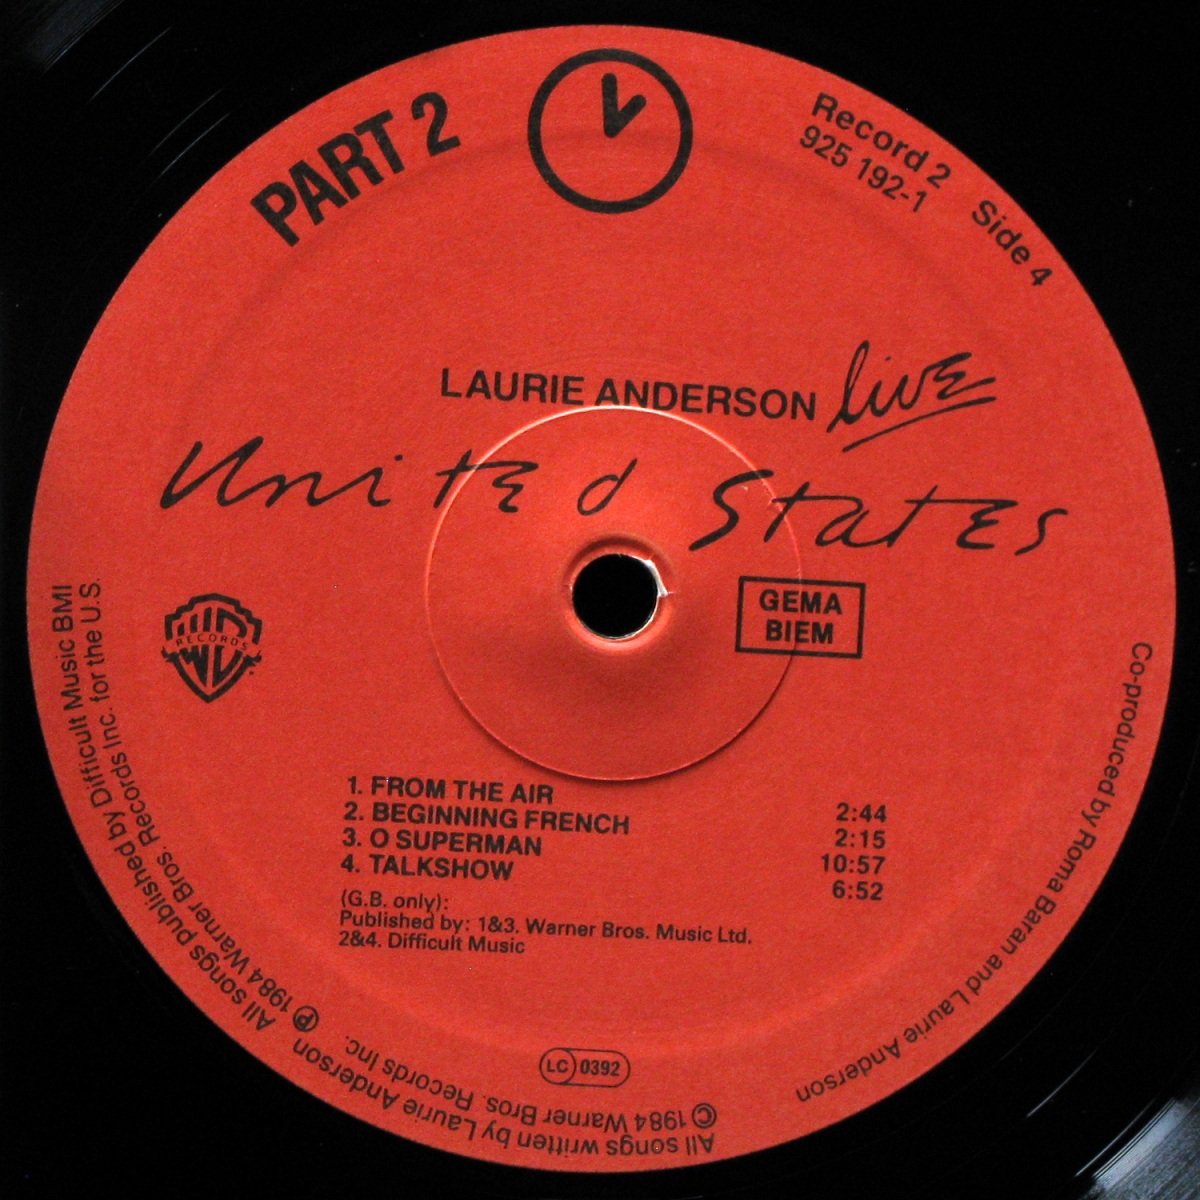 PART 2
Record 2 Side 4
925 192-1
LAURIE ANDERSON live
United States
WB
RECORDS
GEMA
BIEM
1. FROM THE AIR 2:44
2. BEGINNING FRENCH 2:15
3. O SUPERMAN 10:57
4. TALKSHOW 6:52
(G.B. only):
Published by: 1&3. Warner Bros. Music Ltd.
2&4. Difficult Music
LC 0392
Co-produced by Roma Baran and Laurie Anderson
All songs written by Laurie Anderson All songs published by Difficult Music BMI
© 1984 Warner Bros. Records Inc. ℗ 1984 Warner Bros. Records Inc. for the U.S.